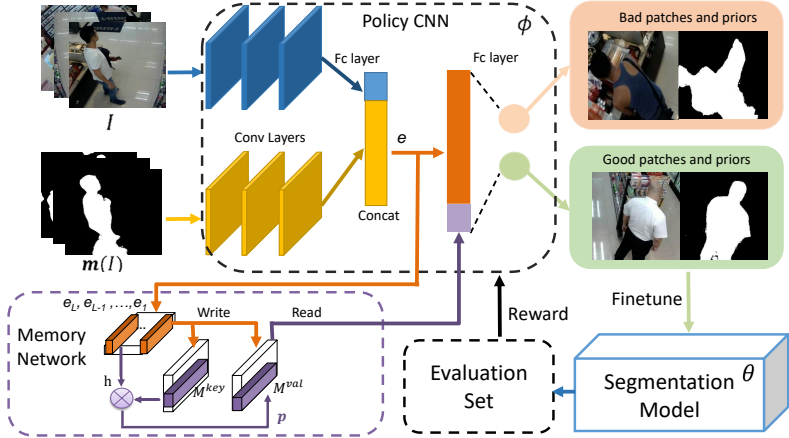 Policy CNN
ϕ
Bad patches and priors
Fc layer
Fc layer
I
Conv Layers
e
Good patches and priors
Concat
m(I)
e_L, e_{L-1}, ..., e_1
Write
Read
Memory
Network
..
h
M^{key}
M^{val}
p
Reward
Finetune
Evaluation
Set
Segmentation
Model
θ